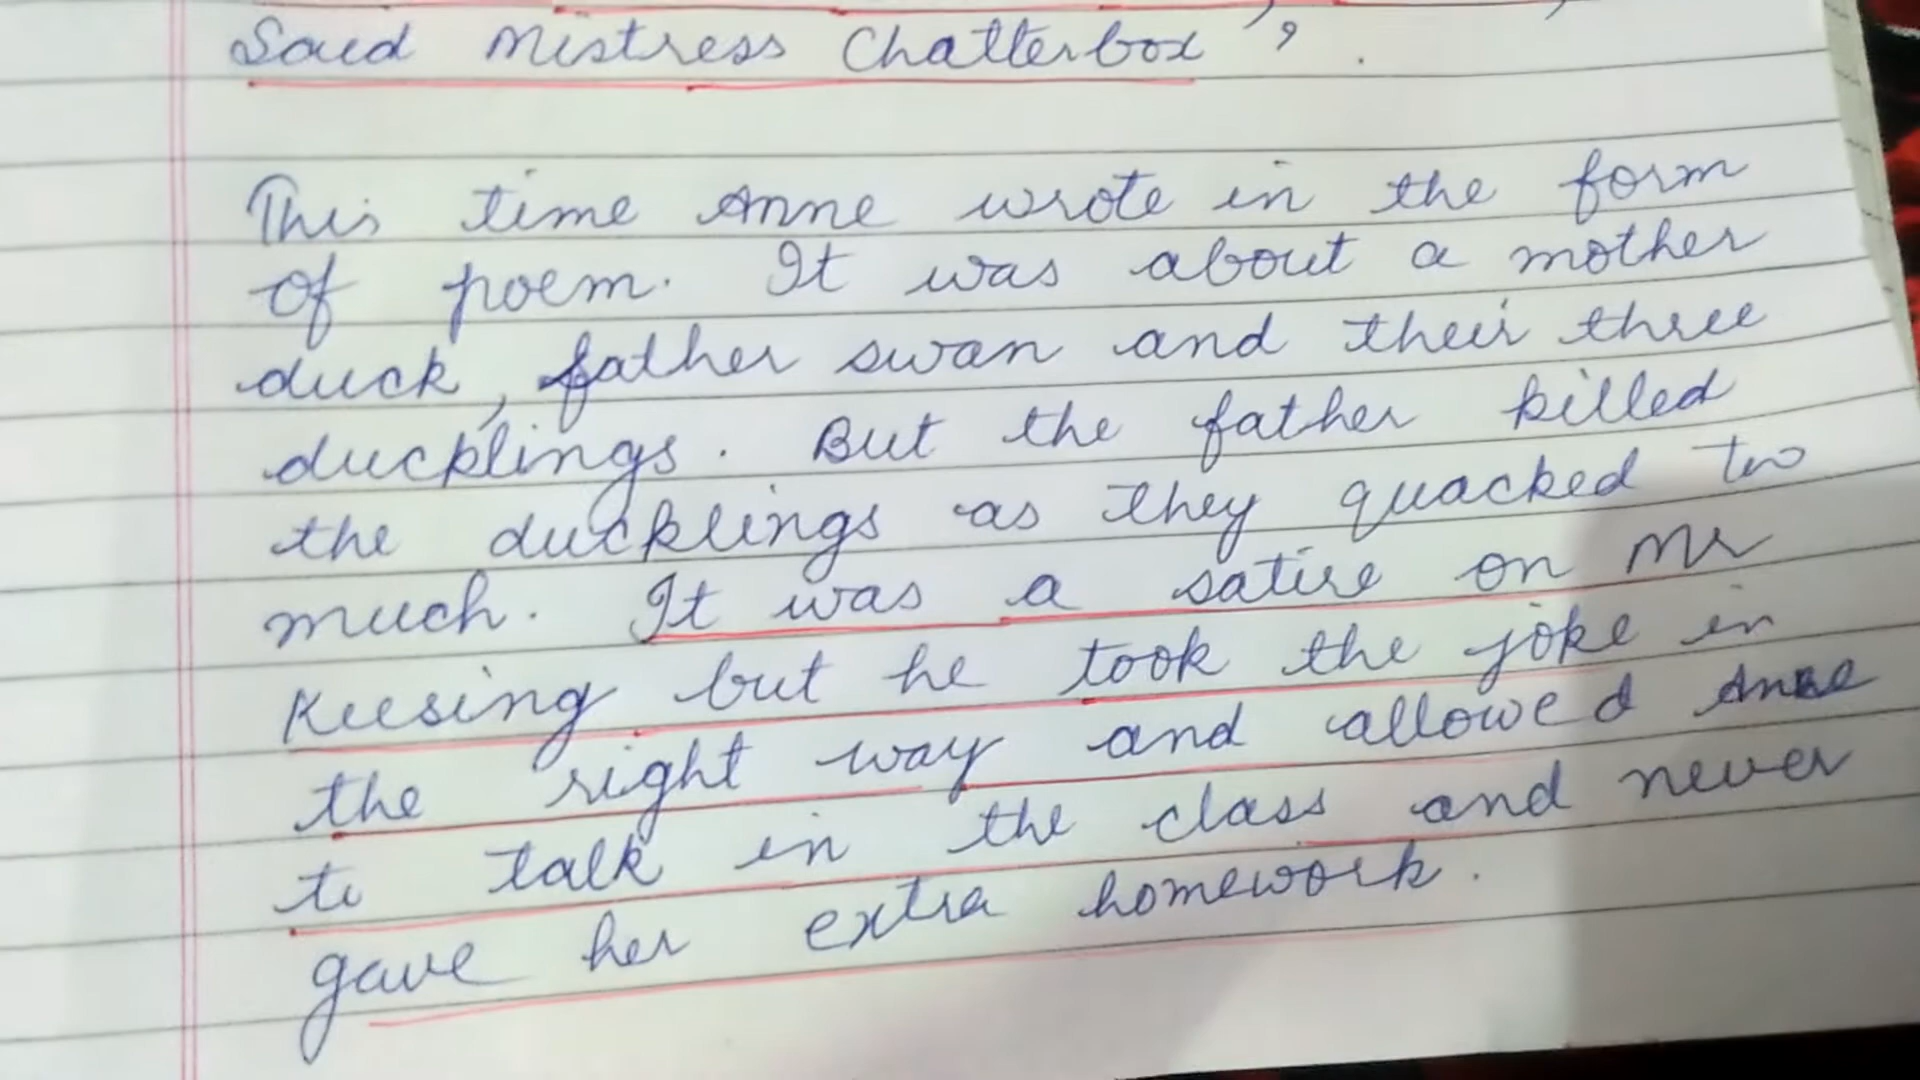 Said Mistress Chatterbox", .
This time Anne wrote in the form
of poem. It was about a mother
duck, father swan and their three
ducklings. But the father killed
the ducklings as they quacked too
much. It was a satire on Mr
Keesing but he took the joke in
the right way and allowed Anne
to talk in the class and never
gave her extra homework.